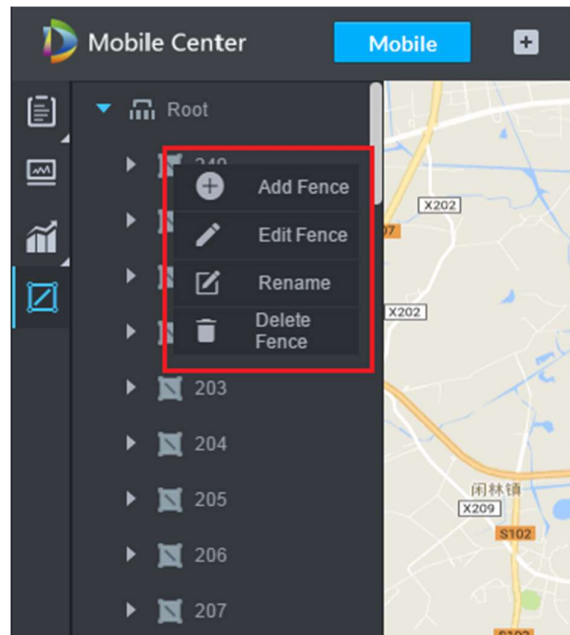 Mobile Center
Mobile
Root
Add Fence
Edit Fence
Rename
Delete
Fence
203
204
205
206
207
X202
X202
闲林镇
X209
S102